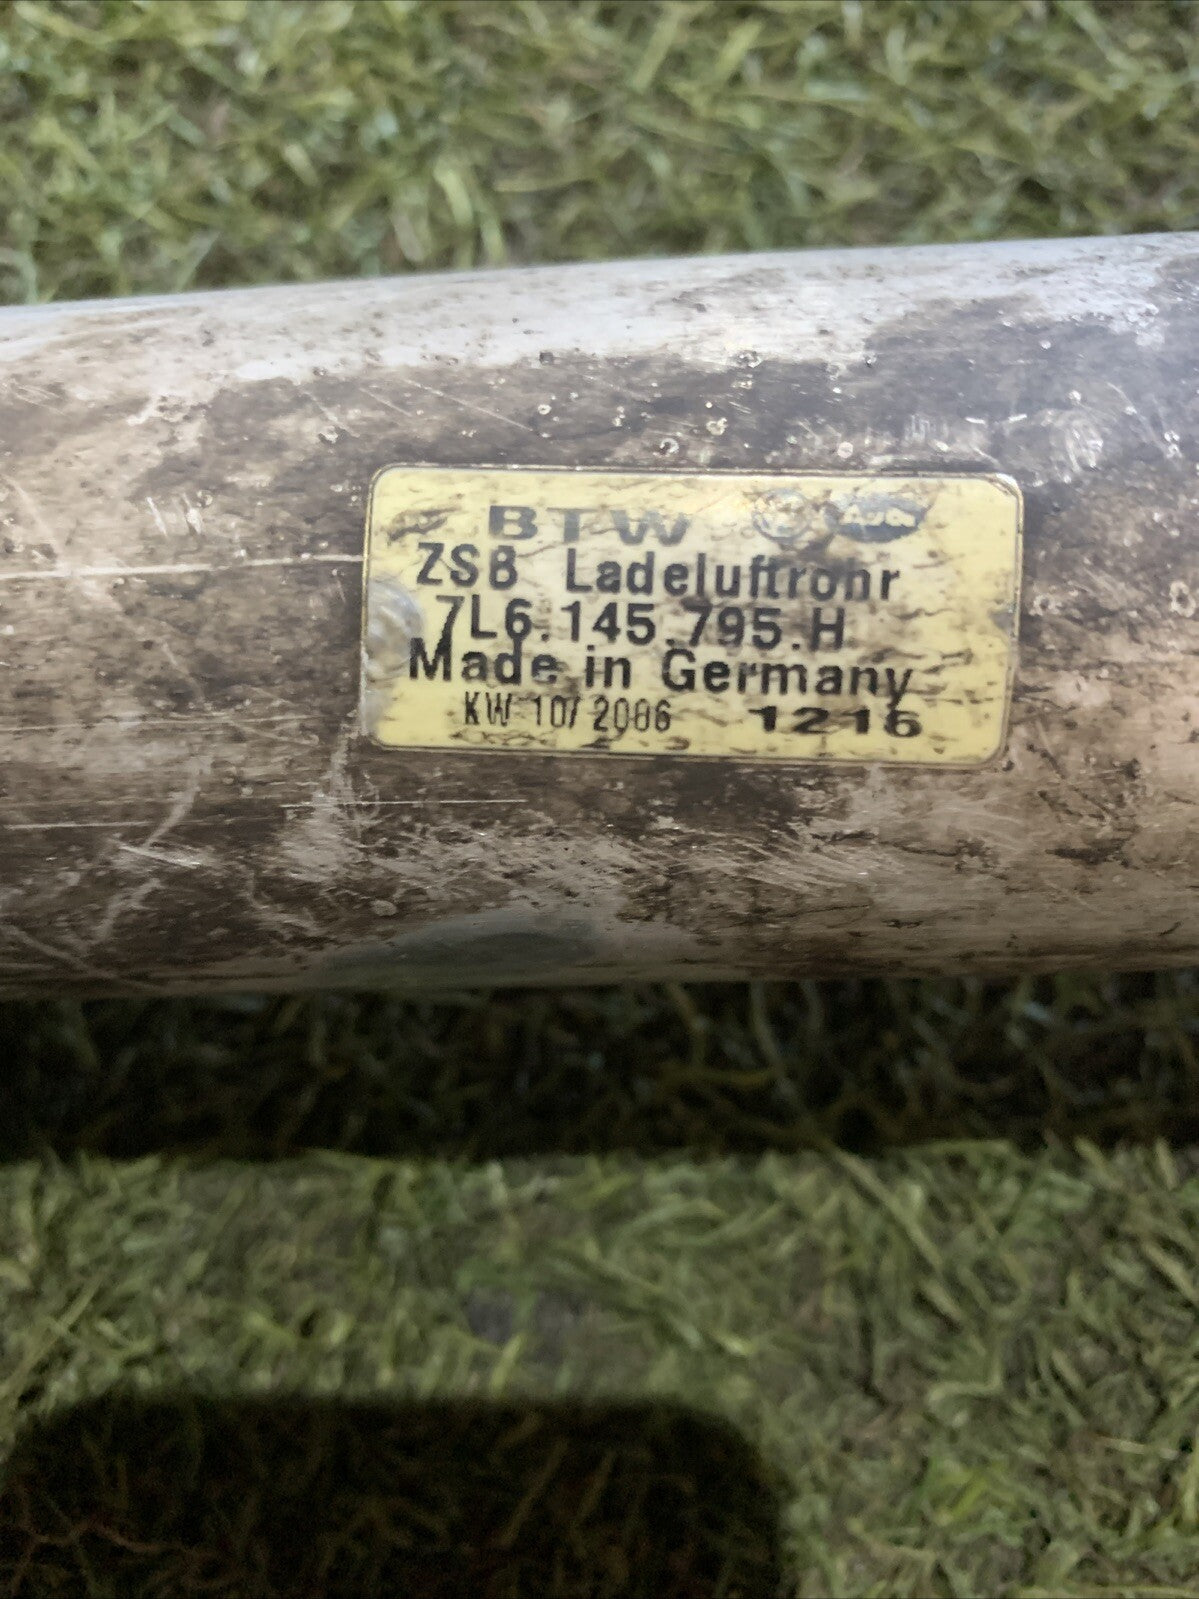 BTW
ZSB Ladeluftrohr
7L6.145.795.H
Made in Germany
KW 10/2006 1216